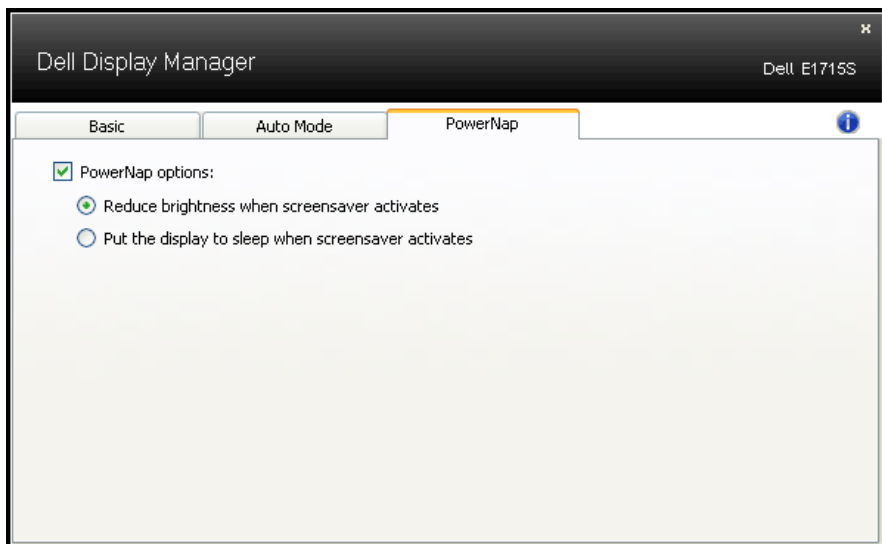 Dell Display Manager
Dell E1715S
Basic
Auto Mode
PowerNap
PowerNap options:
Reduce brightness when screensaver activates
Put the display to sleep when screensaver activates